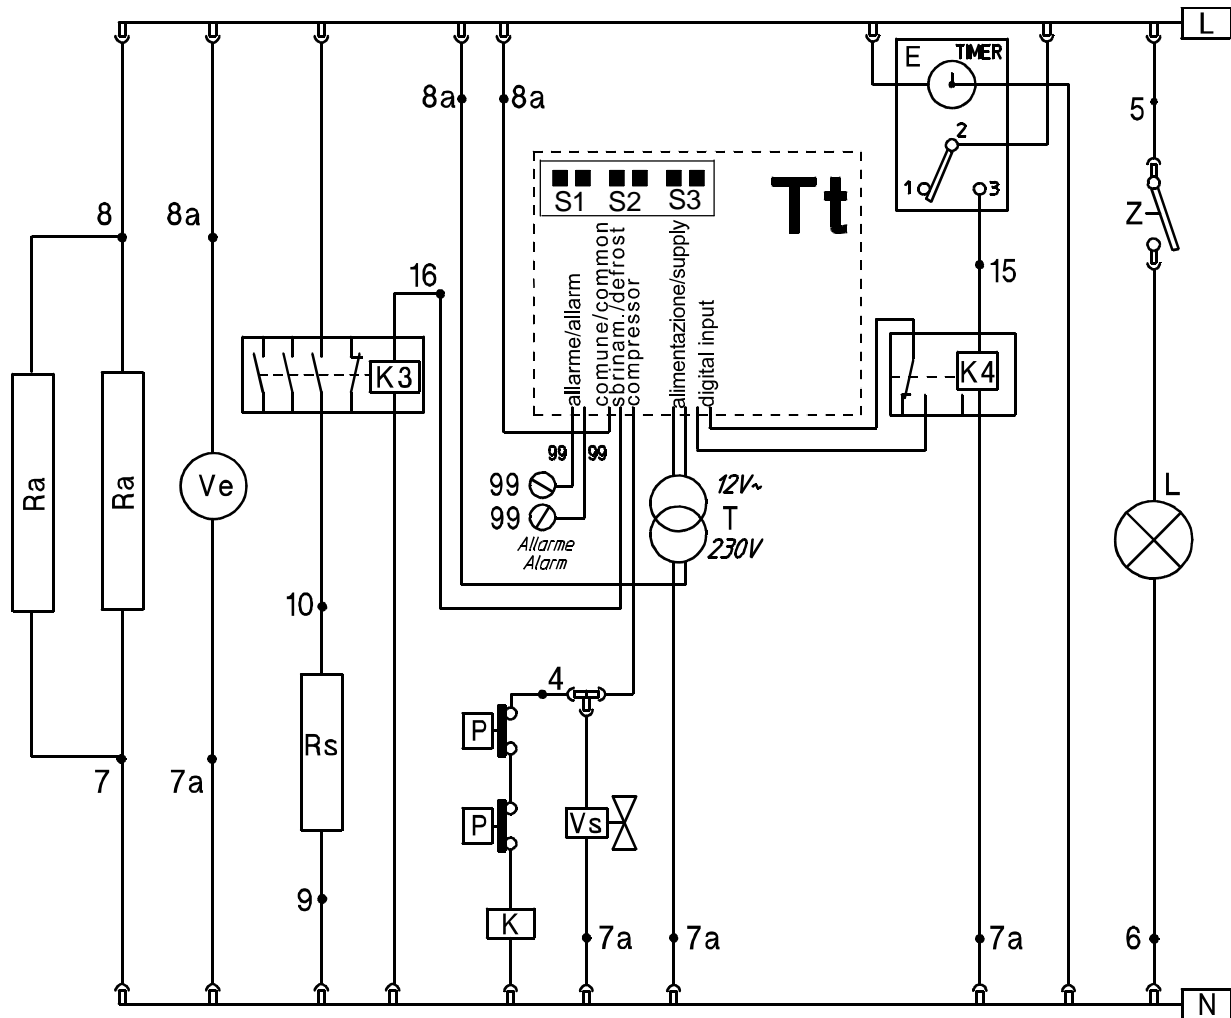 L
E TIMER
8a 8a
5
2
1 3
S1 S2 S3
Tt
Z
8 8a
allarme/allarm
comune/common
sbrinam./defrost
compressor
alimentazione/supply
digital input
16
15
K3
K4
99 99
99
99
Allarme
Alarm
12V~
T
230V
L
Ra
Ra
Ve
10
4
P
Rs
7
7a
P
Vs
9
K
7a
7a
7a
6
N